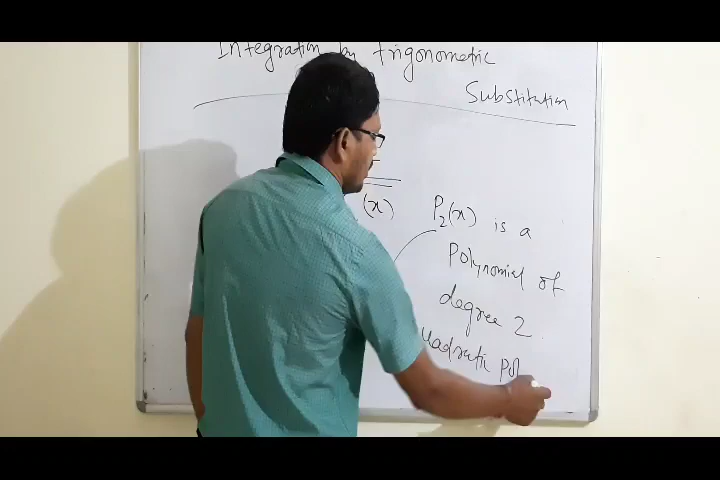 Integration by trigonometric
Substitution
(x)
P₂(x) is a
Polynomial of
degree 2
uadratic Pol